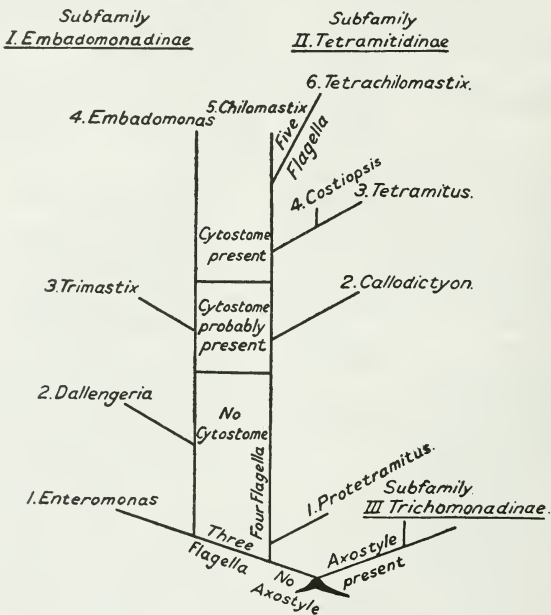 Subfamily
I. Embadomonadinae
Subfamily
II. Tetramitidinae
6. Tetrachilomastix.
5. Chilomastix
4. Embadomonas
Five
Flagella
4. Costiopsis
3. Tetramitus.
Cytostome
present
3. Trimastix
Cytostome
probably
present
2. Callodictyon.
2. Dallengeria
No
Cytostome
Four Flagella
1. Protetramitus.
1. Enteromonas
Subfamily
III Trichomonadinae.
Three
Flagella
No
Axostyle
Axostyle
present